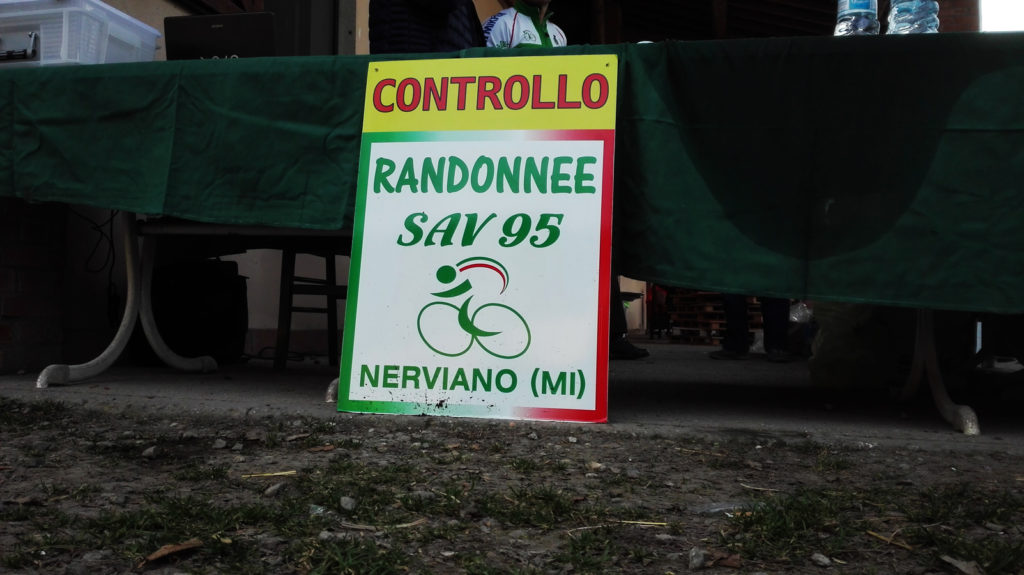 CONTROLLO
RANDONNEE
SAV 95
NERVIANO (MI)